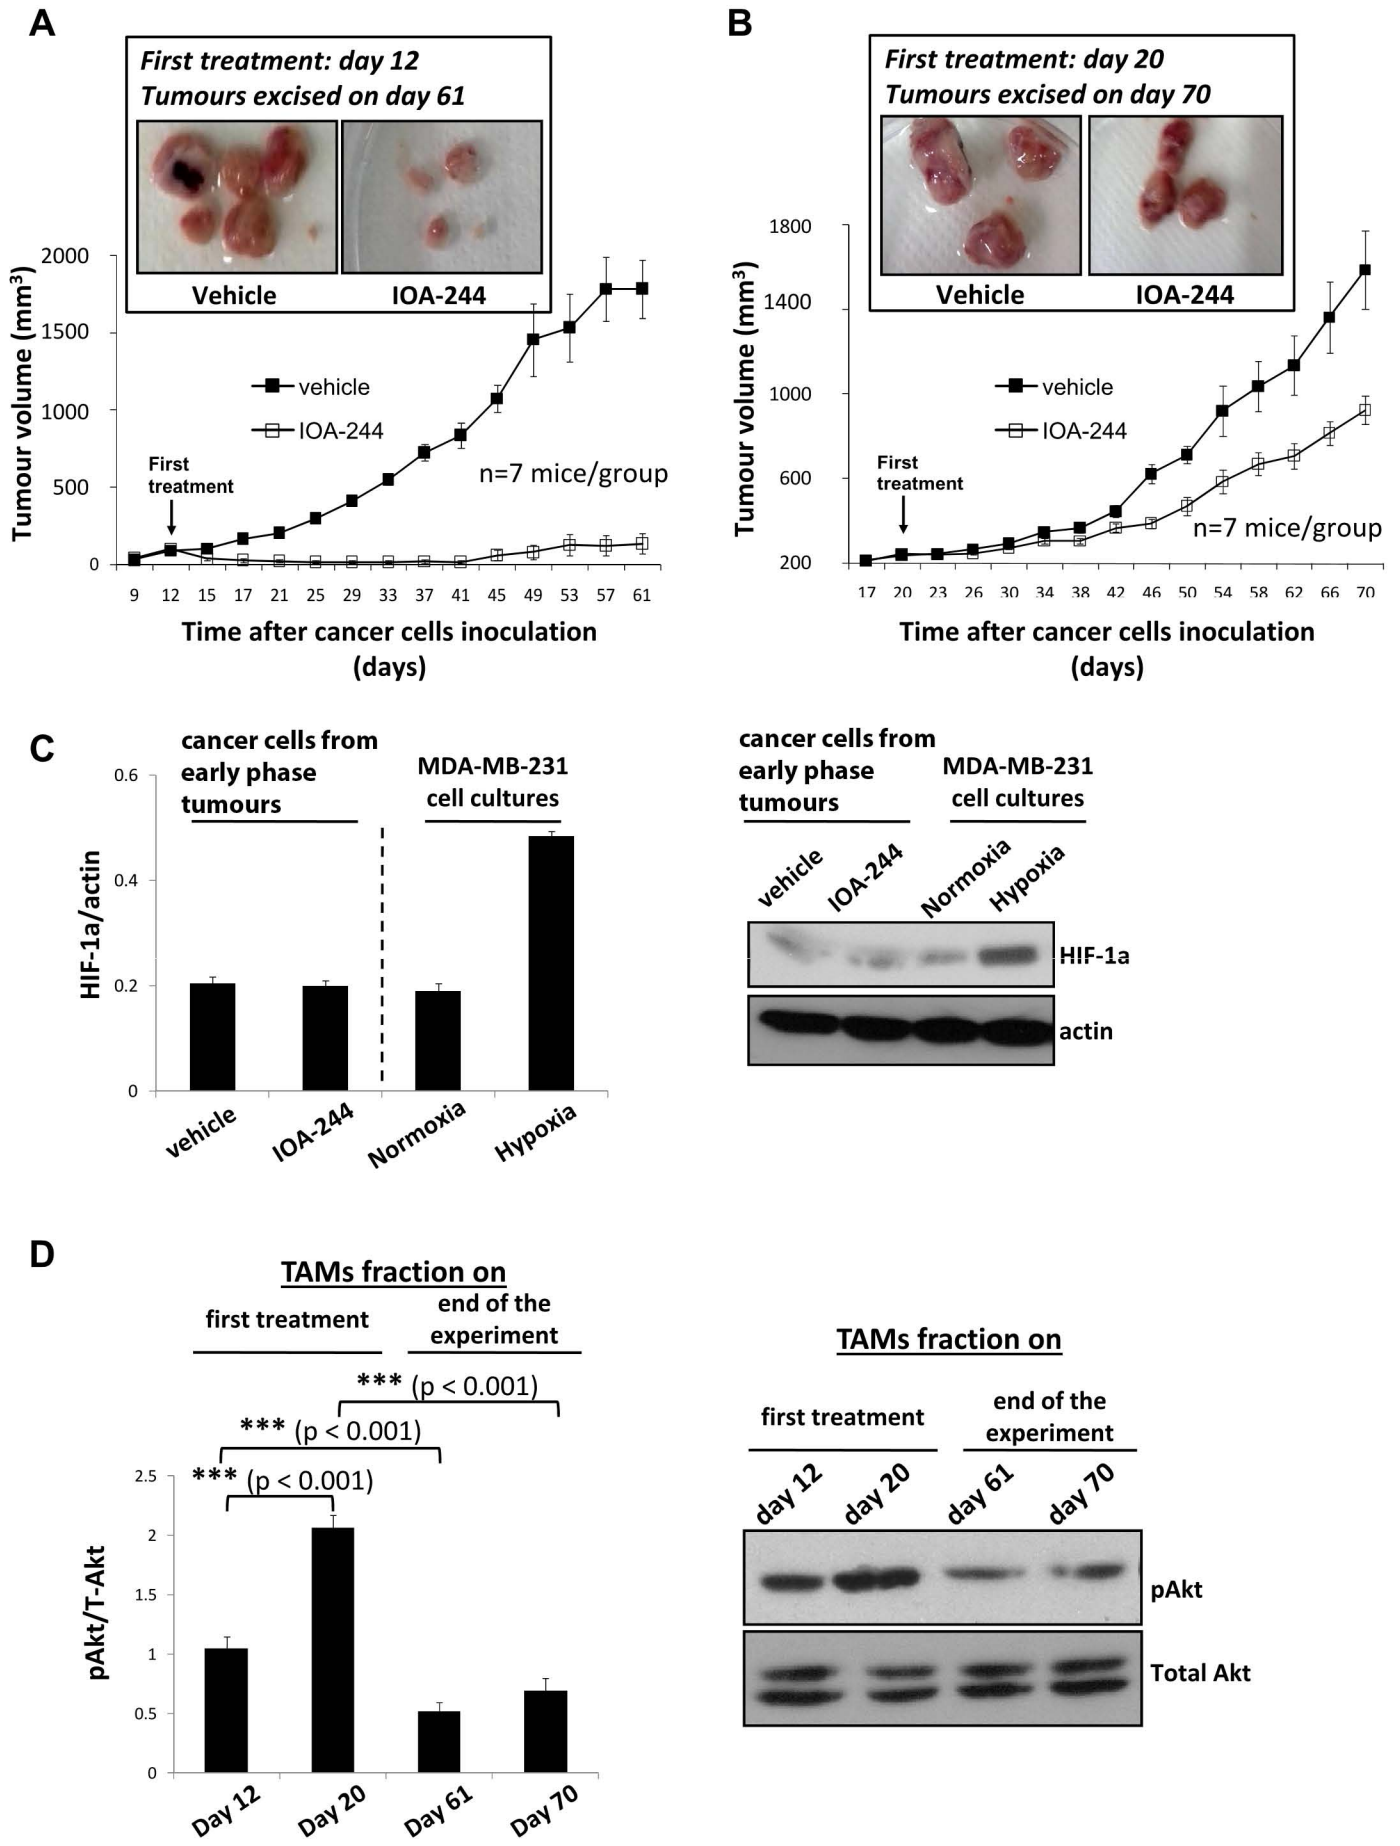 A
First treatment: day 12
Tumours excised on day 61
Vehicle
IOA-244
Tumour volume (mm³)
2000
1500
1000
500
0
vehicle
IOA-244
First
treatment
n=7 mice/group
9 12 15 17 21 25 29 33 37 41 45 49 53 57 61
Time after cancer cells inoculation
(days)
B
First treatment: day 20
Tumours excised on day 70
Vehicle
IOA-244
Tumour volume (mm³)
1800
1400
1000
600
200
vehicle
IOA-244
First
treatment
n=7 mice/group
17 20 23 26 30 34 38 42 46 50 54 58 62 66 70
Time after cancer cells inoculation
(days)
C
cancer cells from
early phase
tumours
MDA-MB-231
cell cultures
HIF-1a/actin
0.6
0.4
0.2
0
vehicle
IOA-244
Normoxia
Hypoxia
cancer cells from
early phase
tumours
MDA-MB-231
cell cultures
vehicle
IOA-244
Normoxia
Hypoxia
HIF-1a
actin
D
TAMs fraction on
first treatment
end of the
experiment
*** (p < 0.001)
*** (p < 0.001)
*** (p < 0.001)
pAkt/T-Akt
2.5
2
1.5
1
0.5
0
Day 12
Day 20
Day 61
Day 70
TAMs fraction on
first treatment
end of the
experiment
day 12
day 20
day 61
day 70
pAkt
Total Akt